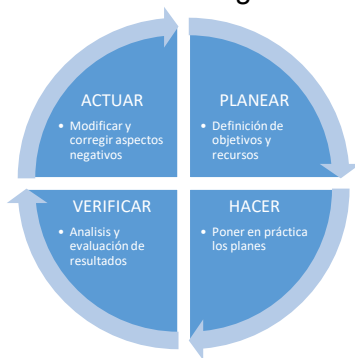 ACTUAR
• Modificar y
corregir aspectos
negativos
PLANEAR
• Definición de
objetivos y
recursos
VERIFICAR
• Analisis y
evaluación de
resultados
HACER
• Poner en práctica
los planes